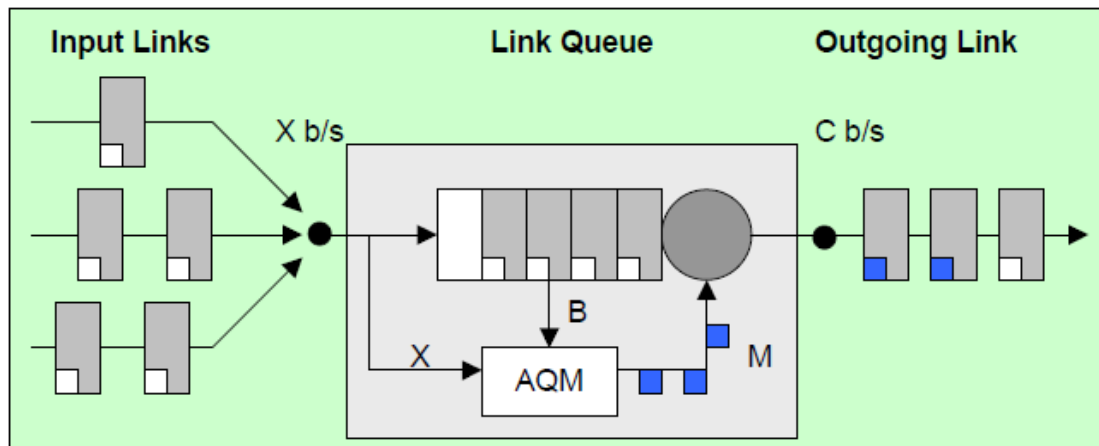 Input Links
Link Queue
Outgoing Link
X b/s
C b/s
B
X
AQM
M